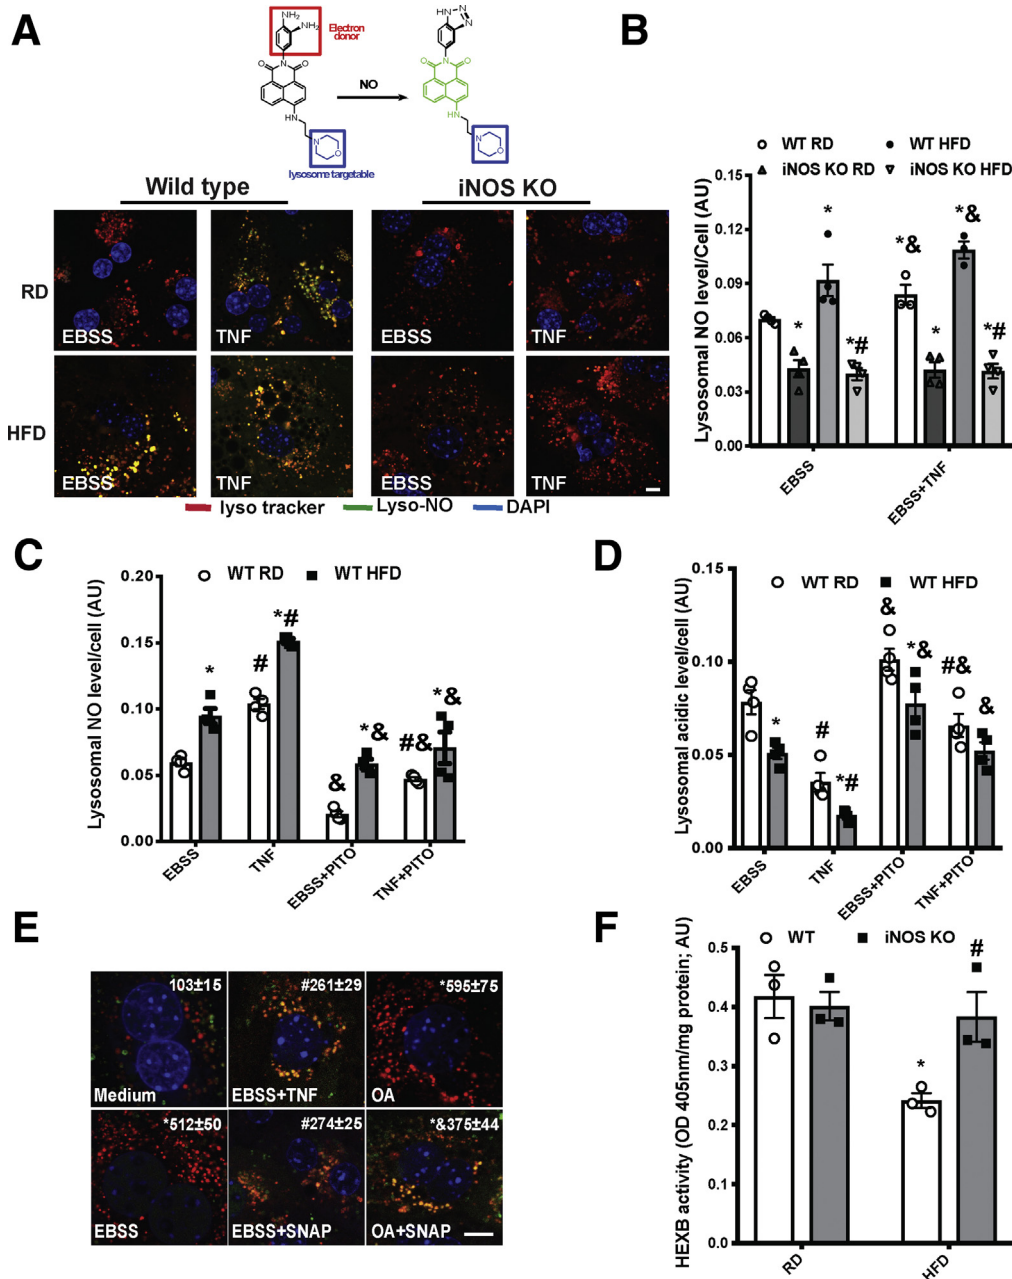 A
NH₂
NH₂
Electron
donor
O
N
O
HN
N
O
lysosome targetable
NO
H
N
N
N
O
N
O
HN
N
O
Wild type
iNOS KO
RD
EBSS
TNF
EBSS
TNF
HFD
EBSS
TNF
EBSS
TNF
lyso tracker
Lyso-NO
DAPI
B
WT RD
WT HFD
iNOS KO RD
iNOS KO HFD
Lysosomal NO level/Cell (AU)
0.15
0.12
0.09
0.06
0.03
0.00
*
*
*#
*&
*
*&
*#
EBSS
EBSS+TNF
C
WT RD
WT HFD
Lysosomal NO level/cell (AU)
0.20
0.15
0.10
0.05
0.00
*
#
*#
&
*&
#&
*&
EBSS
TNF
EBSS+PITO
TNF+PITO
D
WT RD
WT HFD
Lysosomal acidic level/cell (AU)
0.15
0.10
0.05
0.00
*
#
*#
&
*&
#&
&
EBSS
TNF
EBSS+PITO
TNF+PITO
E
103±15
Medium
#261±29
EBSS+TNF
*595±75
OA
*512±50
EBSS
#274±25
EBSS+SNAP
*&375±44
OA+SNAP
F
WT
iNOS KO
HEXB activity (OD 405nm/mg protein; AU)
0.5
0.4
0.3
0.2
0.1
0.0
*
#
RD
HFD